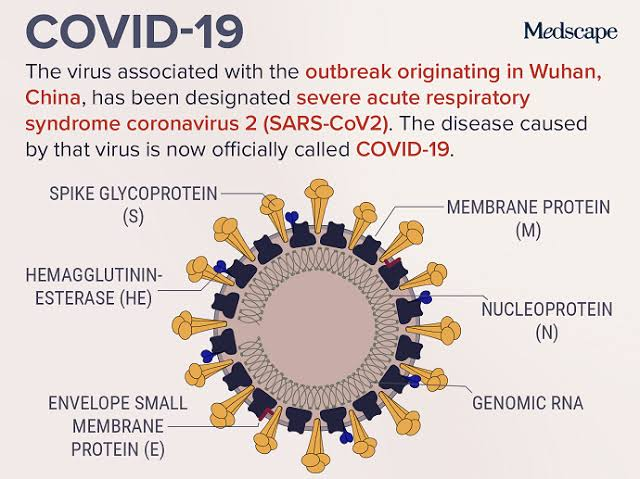 COVID-19
Medscape
The virus associated with the outbreak originating in Wuhan,
China, has been designated severe acute respiratory
syndrome coronavirus 2 (SARS-CoV2). The disease caused
by that virus is now officially called COVID-19.
SPIKE GLYCOPROTEIN
(S)
MEMBRANE PROTEIN
(M)
HEMAGGLUTININ-
ESTERASE (HE)
NUCLEOPROTEIN
(N)
ENVELOPE SMALL
MEMBRANE
PROTEIN (E)
GENOMIC RNA